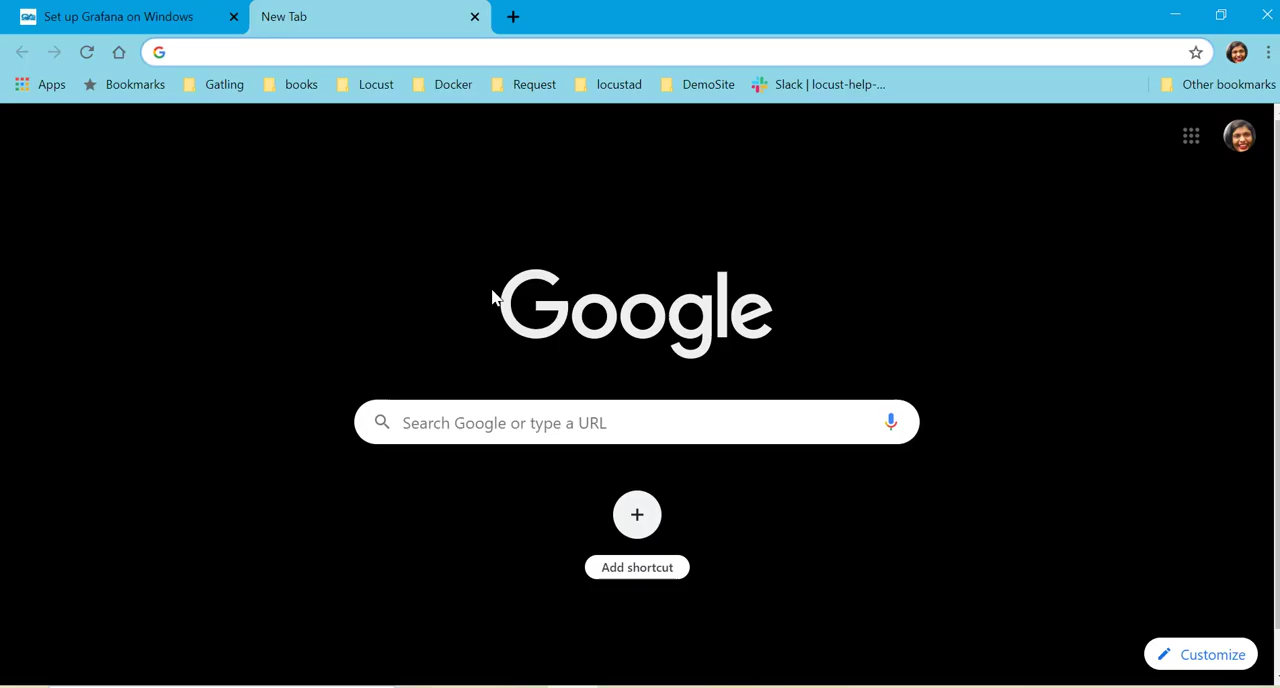 Set up Grafana on Windows
New Tab
Apps
Bookmarks
Gatling
books
Locust
Docker
Request
locustad
DemoSite
Slack | locust-help-...
Other bookmarks
Google
Search Google or type a URL
Add shortcut
Customize